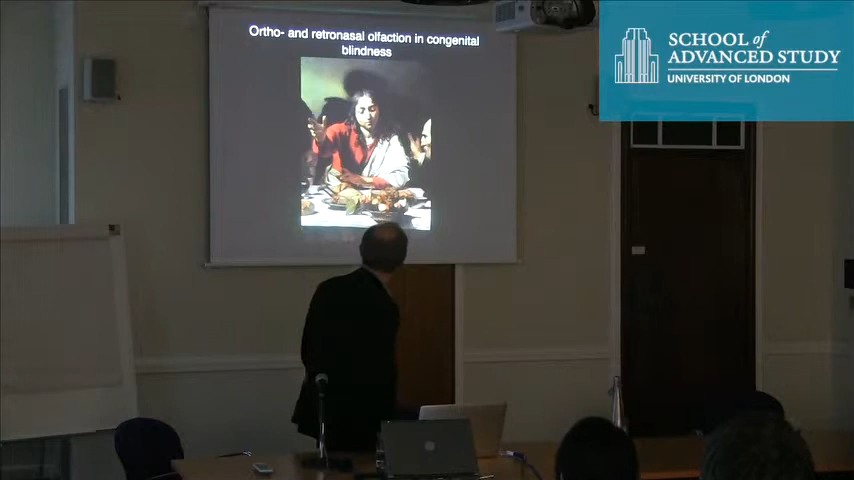 Ortho- and retronasal olfaction in congenital
blindness
SCHOOL of
ADVANCED STUDY
UNIVERSITY OF LONDON